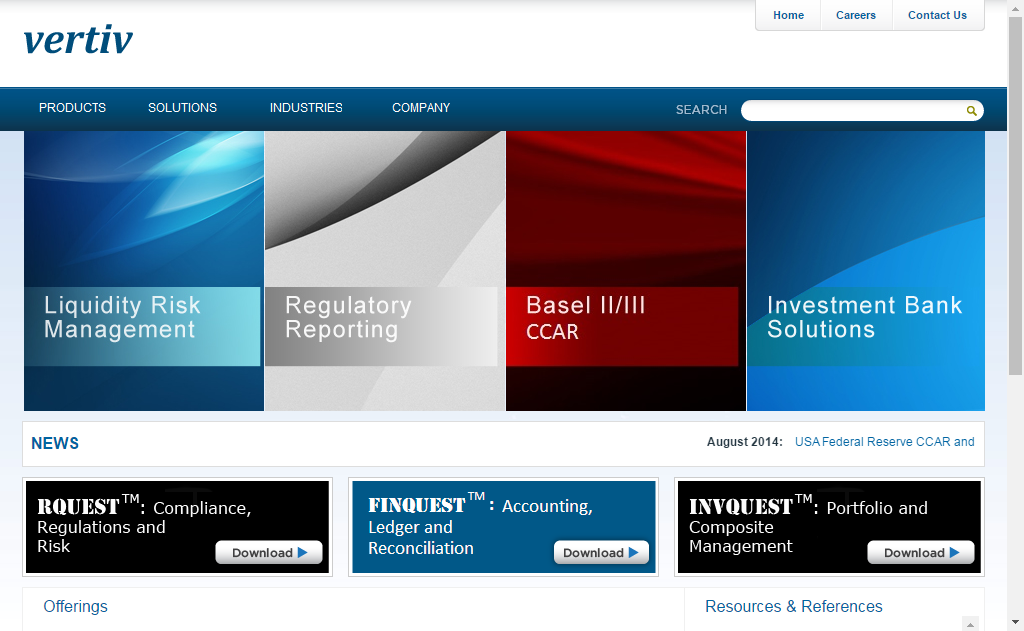 Home Careers Contact Us
vertiv
PRODUCTS SOLUTIONS INDUSTRIES COMPANY SEARCH
Liquidity Risk
Management
Regulatory
Reporting
Basel II/III
CCAR
Investment Bank
Solutions
NEWS
August 2014: USA Federal Reserve CCAR and
RQUEST™: Compliance,
Regulations and
Risk
Download
FINQUEST™: Accounting,
Ledger and
Reconciliation
Download
INVQUEST™: Portfolio and
Composite
Management
Download
Offerings
Resources & References